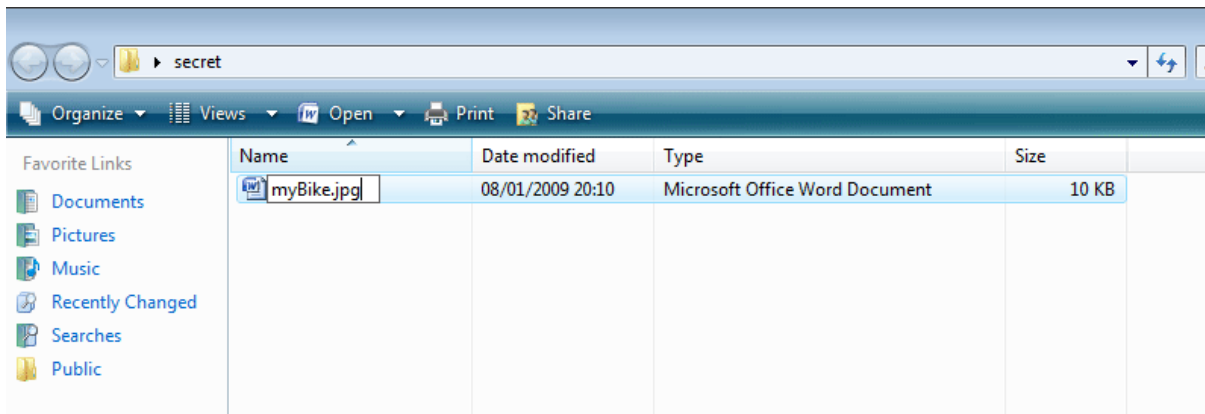 secret
Organize Views Open Print Share
Favorite Links
Documents
Pictures
Music
Recently Changed
Searches
Public
Name Date modified Type Size
myBike.jpg 08/01/2009 20:10 Microsoft Office Word Document 10 KB